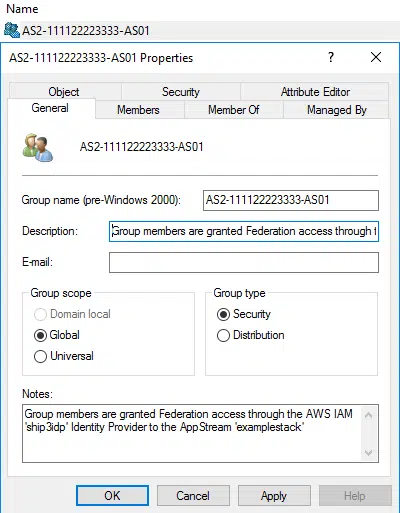 Name
AS2-111122223333-AS01
AS2-111122223333-AS01 Properties ? ×
Object Security Attribute Editor
General Members Member Of Managed By
AS2-111122223333-AS01
Group name (pre-Windows 2000): AS2-111122223333-AS01
Description: Group members are granted Federation access through
E-mail:
Group scope Group type
Domain local Security
Global Distribution
Universal
Notes:
Group members are granted Federation access through the AWS IAM
'ship3idp' Identity Provider to the AppStream 'examplestack'
OK Cancel Apply Help